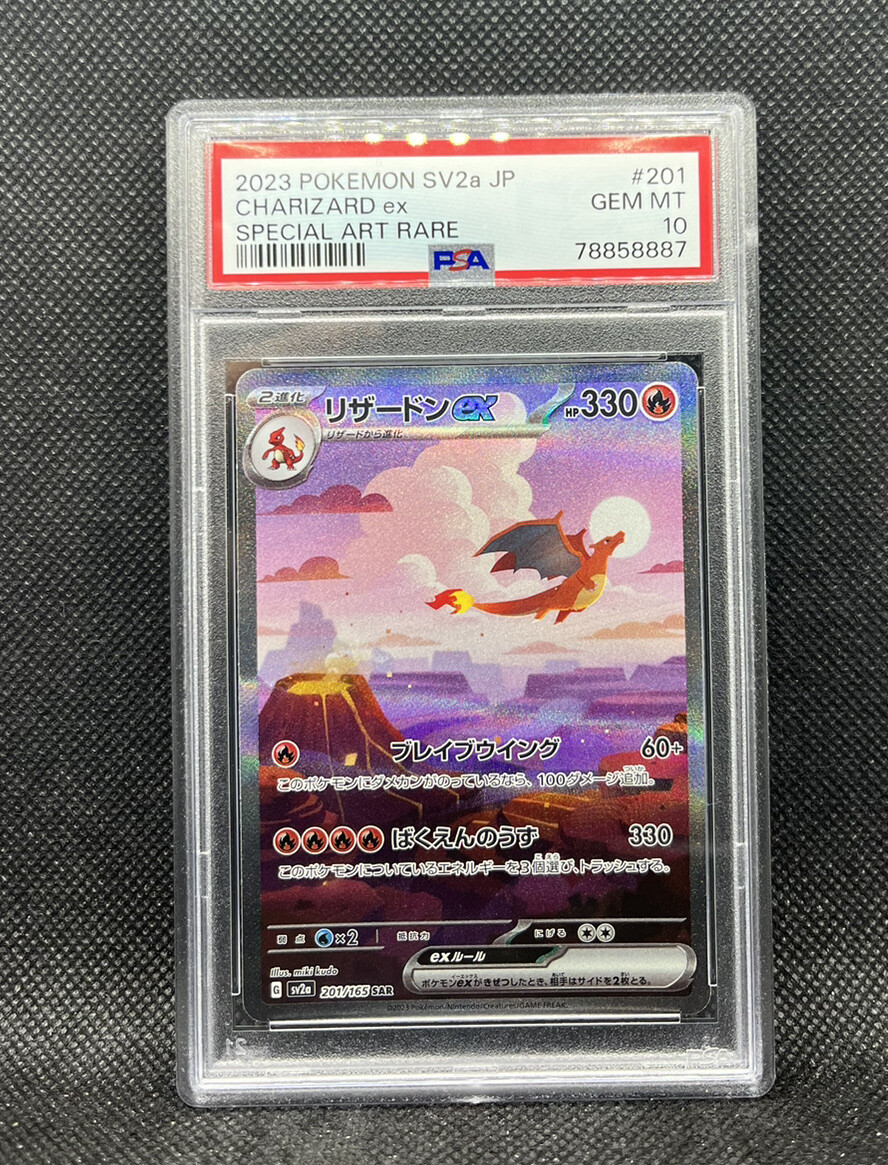 2023 POKEMON SV2a JP #201
CHARIZARD ex GEM MT
SPECIAL ART RARE 10
PSA 78858887
2進化 リザードンex HP330
リザードから進化
ブレイブウイング 60+
このポケモンにダメカンがのっているなら、100ダメージ追加。
ばくえんのうず 330
このポケモンについているエネルギーを3個選び、トラッシュする。
弱点 ×2 抵抗力 にげる
exルール
ポケモンexがきぜつしたとき、相手はサイドを2枚とる。
Illus. miki kudo
G sv2a 201/165 SAR
©2023 Pokémon/Nintendo/Creatures/GAME FREAK.